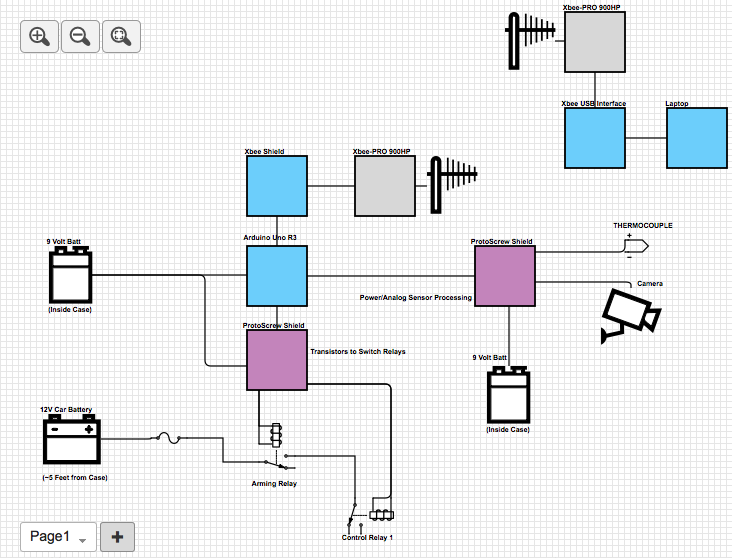 Xbee-PRO 900HP
Xbee USB Interface
Laptop
Xbee Shield
Xbee-PRO 900HP
9 Volt Batt
Arduino Uno R3
ProtoScrew Shield
THERMOCOUPLE
+
−
Camera
(Inside Case)
Power/Analog Sensor Processing
ProtoScrew Shield
Transistors to Switch Relays
9 Volt Batt
(Inside Case)
12V Car Battery
- +
(~5 Feet from Case)
Arming Relay
Control Relay 1
Page1
+